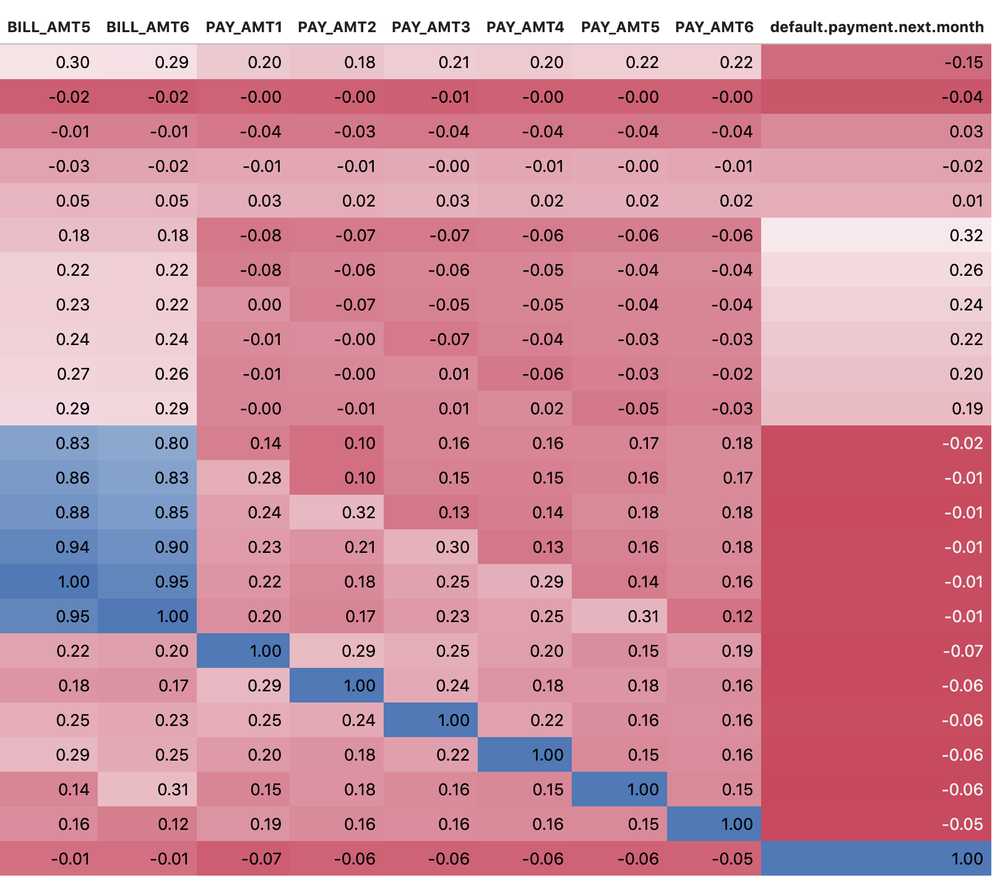 BILL_AMT5 BILL_AMT6 PAY_AMT1 PAY_AMT2 PAY_AMT3 PAY_AMT4 PAY_AMT5 PAY_AMT6 default.payment.next.month
0.30 0.29 0.20 0.18 0.21 0.20 0.22 0.22 -0.15
-0.02 -0.02 -0.00 -0.00 -0.01 -0.00 -0.00 -0.00 -0.04
-0.01 -0.01 -0.04 -0.03 -0.04 -0.04 -0.04 -0.04 0.03
-0.03 -0.02 -0.01 -0.01 -0.00 -0.01 -0.00 -0.01 -0.02
0.05 0.05 0.03 0.02 0.03 0.02 0.02 0.02 0.01
0.18 0.18 -0.08 -0.07 -0.07 -0.06 -0.06 -0.06 0.32
0.22 0.22 -0.08 -0.06 -0.06 -0.05 -0.04 -0.04 0.26
0.23 0.22 0.00 -0.07 -0.05 -0.05 -0.04 -0.04 0.24
0.24 0.24 -0.01 -0.00 -0.07 -0.04 -0.03 -0.03 0.22
0.27 0.26 -0.01 -0.00 0.01 -0.06 -0.03 -0.02 0.20
0.29 0.29 -0.00 -0.01 0.01 0.02 -0.05 -0.03 0.19
0.83 0.80 0.14 0.10 0.16 0.16 0.17 0.18 -0.02
0.86 0.83 0.28 0.10 0.15 0.15 0.16 0.17 -0.01
0.88 0.85 0.24 0.32 0.13 0.14 0.18 0.18 -0.01
0.94 0.90 0.23 0.21 0.30 0.13 0.16 0.18 -0.01
1.00 0.95 0.22 0.18 0.25 0.29 0.14 0.16 -0.01
0.95 1.00 0.20 0.17 0.23 0.25 0.31 0.12 -0.01
0.22 0.20 1.00 0.29 0.25 0.20 0.15 0.19 -0.07
0.18 0.17 0.29 1.00 0.24 0.18 0.18 0.16 -0.06
0.25 0.23 0.25 0.24 1.00 0.22 0.16 0.16 -0.06
0.29 0.25 0.20 0.18 0.22 1.00 0.15 0.16 -0.06
0.14 0.31 0.15 0.18 0.16 0.15 1.00 0.15 -0.06
0.16 0.12 0.19 0.16 0.16 0.16 0.15 1.00 -0.05
-0.01 -0.01 -0.07 -0.06 -0.06 -0.06 -0.06 -0.05 1.00